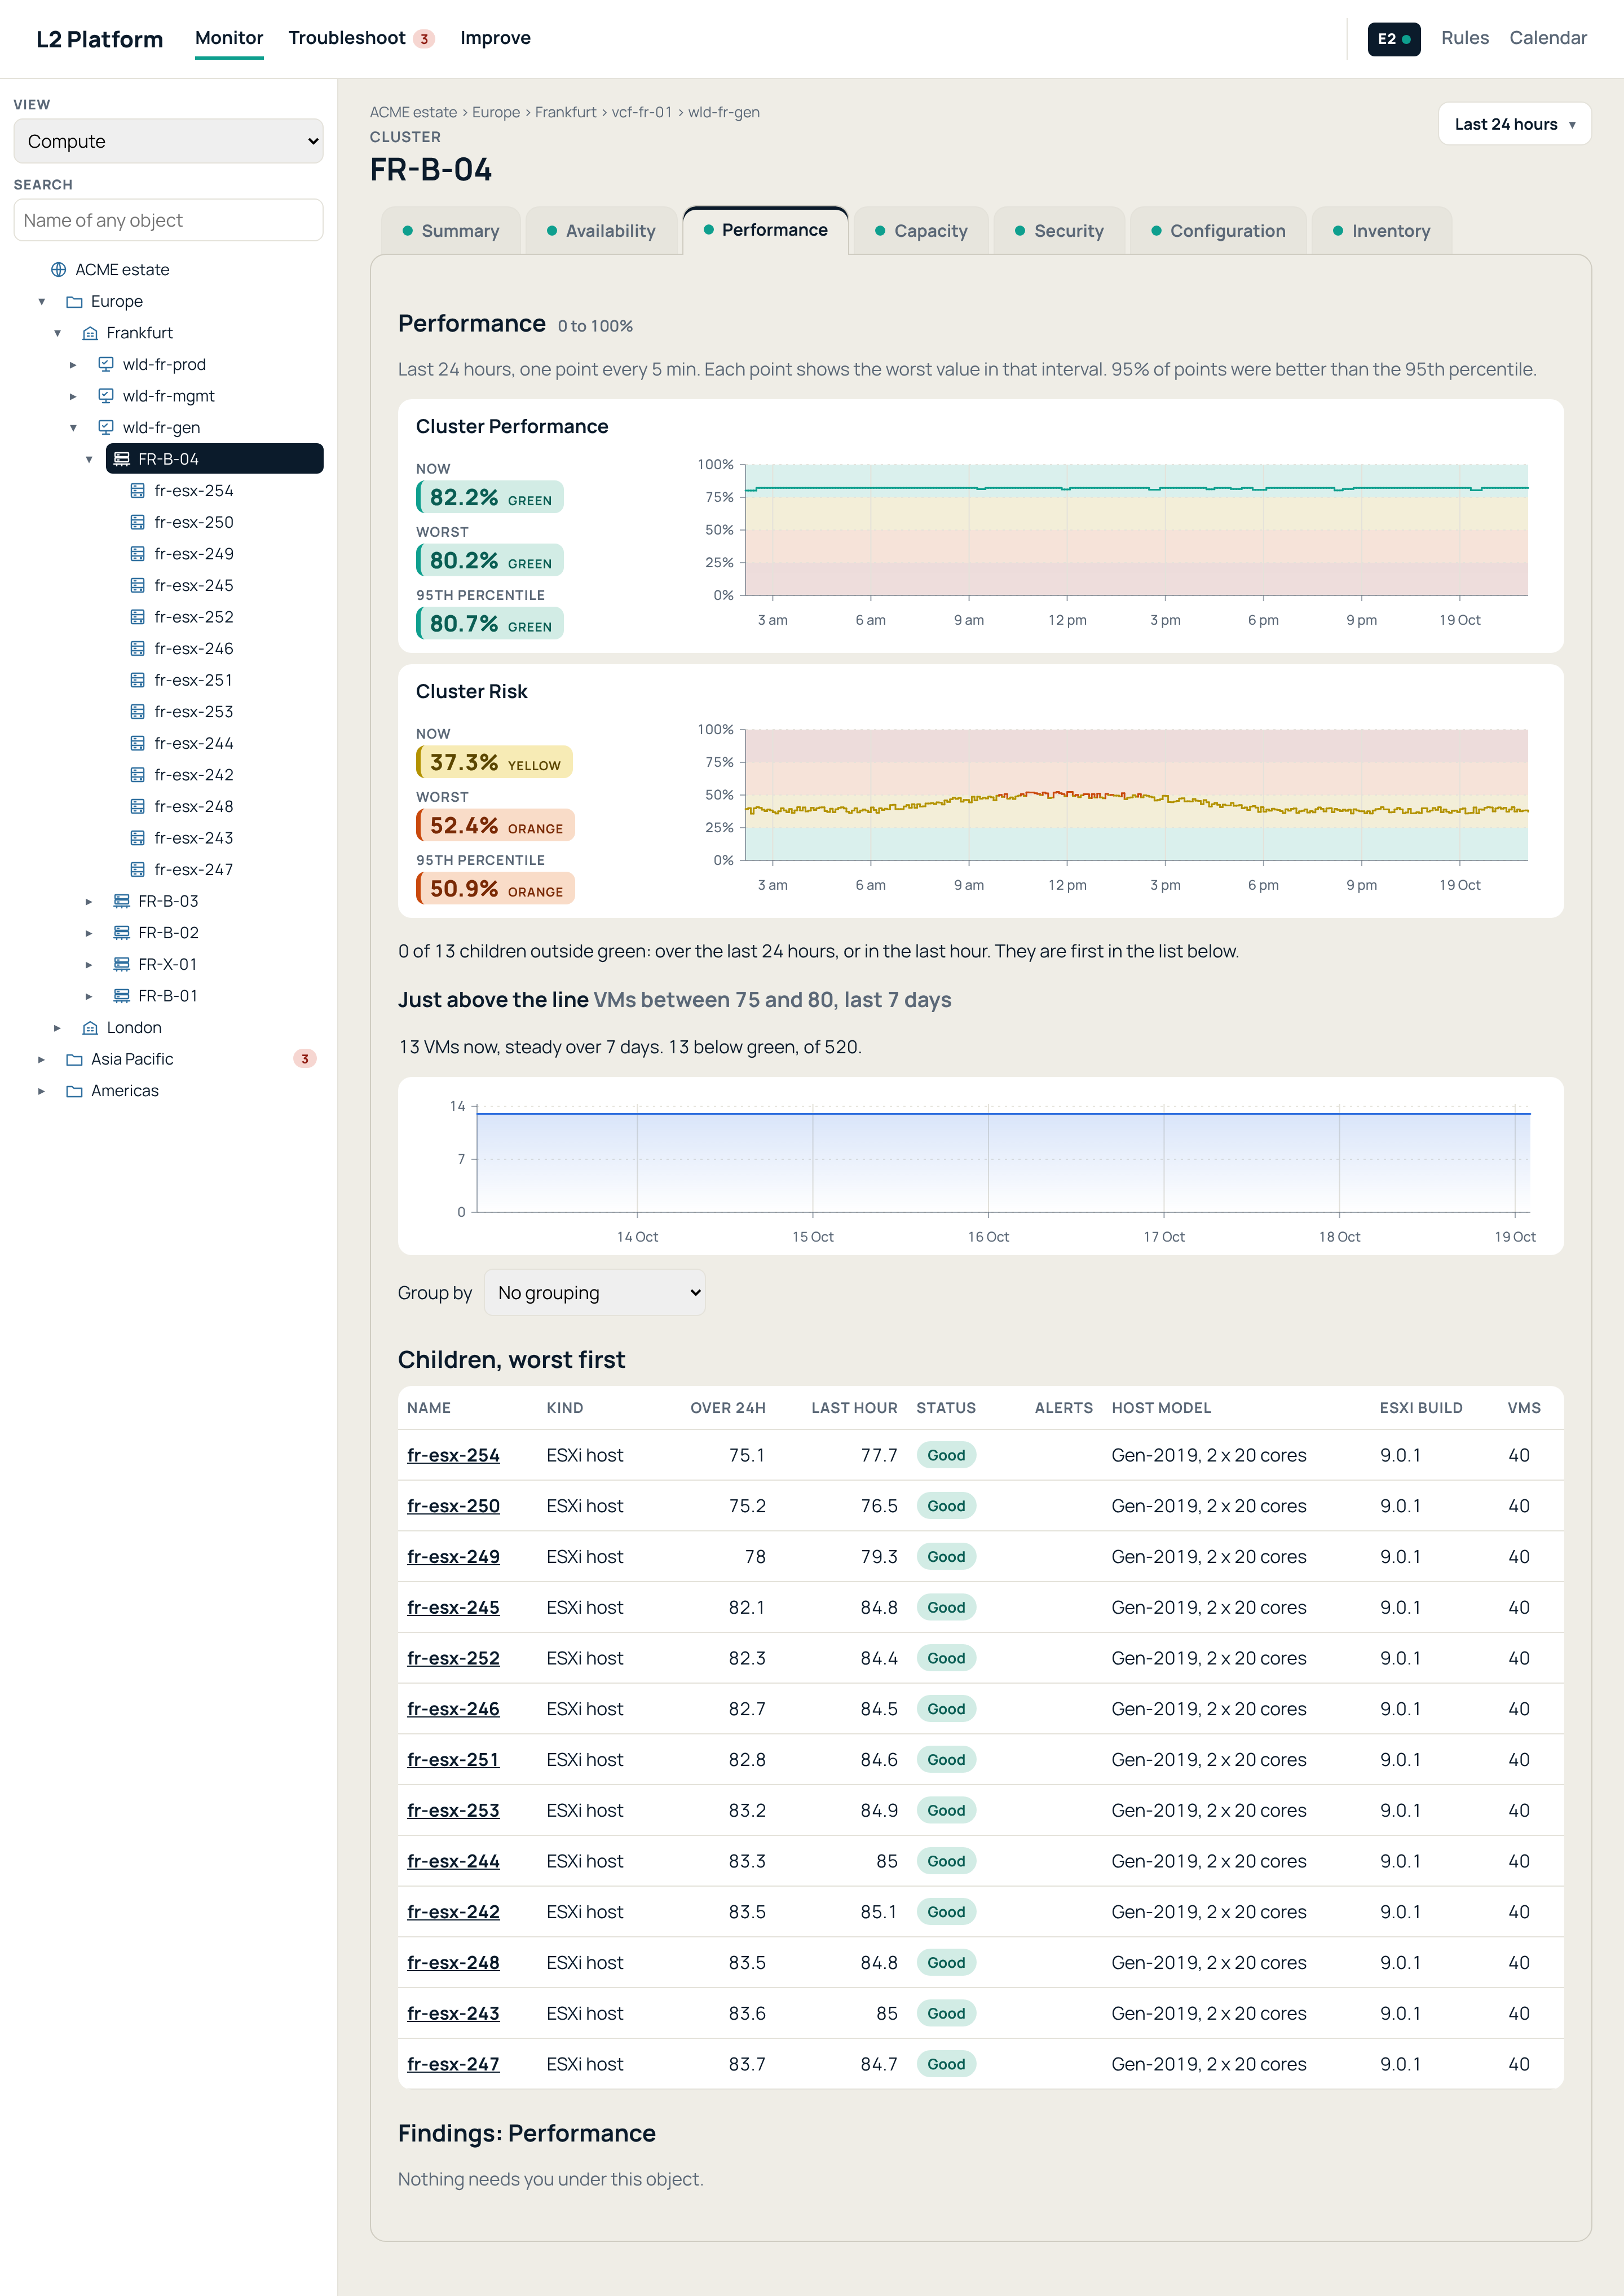 L2 Platform Monitor Troubleshoot 3 Improve E2 Rules Calendar
VIEW
Compute
SEARCH
Name of any object
ACME estate
Europe
Frankfurt
wld-fr-prod
wld-fr-mgmt
wld-fr-gen
FR-B-04
fr-esx-254
fr-esx-250
fr-esx-249
fr-esx-245
fr-esx-252
fr-esx-246
fr-esx-251
fr-esx-253
fr-esx-244
fr-esx-242
fr-esx-248
fr-esx-243
fr-esx-247
FR-B-03
FR-B-02
FR-X-01
FR-B-01
London
Asia Pacific 3
Americas
ACME estate › Europe › Frankfurt › vcf-fr-01 › wld-fr-gen
CLUSTER
FR-B-04
Last 24 hours
Summary Availability Performance Capacity Security Configuration Inventory
Performance 0 to 100%
Last 24 hours, one point every 5 min. Each point shows the worst value in that interval. 95% of points were better than the 95th percentile.
Cluster Performance
NOW
82.2% GREEN
WORST
80.2% GREEN
95TH PERCENTILE
80.7% GREEN
100%
75%
50%
25%
0%
3 am 6 am 9 am 12 pm 3 pm 6 pm 9 pm 19 Oct
Cluster Risk
NOW
37.3% YELLOW
WORST
52.4% ORANGE
95TH PERCENTILE
50.9% ORANGE
100%
75%
50%
25%
0%
3 am 6 am 9 am 12 pm 3 pm 6 pm 9 pm 19 Oct
0 of 13 children outside green: over the last 24 hours, or in the last hour. They are first in the list below.
Just above the line VMs between 75 and 80, last 7 days
13 VMs now, steady over 7 days. 13 below green, of 520.
14
7
0
14 Oct 15 Oct 16 Oct 17 Oct 18 Oct 19 Oct
Group by No grouping
Children, worst first
NAME KIND OVER 24H LAST HOUR STATUS ALERTS HOST MODEL ESXI BUILD VMS
fr-esx-254 ESXi host 75.1 77.7 Good Gen-2019, 2 x 20 cores 9.0.1 40
fr-esx-250 ESXi host 75.2 76.5 Good Gen-2019, 2 x 20 cores 9.0.1 40
fr-esx-249 ESXi host 78 79.3 Good Gen-2019, 2 x 20 cores 9.0.1 40
fr-esx-245 ESXi host 82.1 84.8 Good Gen-2019, 2 x 20 cores 9.0.1 40
fr-esx-252 ESXi host 82.3 84.4 Good Gen-2019, 2 x 20 cores 9.0.1 40
fr-esx-246 ESXi host 82.7 84.5 Good Gen-2019, 2 x 20 cores 9.0.1 40
fr-esx-251 ESXi host 82.8 84.6 Good Gen-2019, 2 x 20 cores 9.0.1 40
fr-esx-253 ESXi host 83.2 84.9 Good Gen-2019, 2 x 20 cores 9.0.1 40
fr-esx-244 ESXi host 83.3 85 Good Gen-2019, 2 x 20 cores 9.0.1 40
fr-esx-242 ESXi host 83.5 85.1 Good Gen-2019, 2 x 20 cores 9.0.1 40
fr-esx-248 ESXi host 83.5 84.8 Good Gen-2019, 2 x 20 cores 9.0.1 40
fr-esx-243 ESXi host 83.6 85 Good Gen-2019, 2 x 20 cores 9.0.1 40
fr-esx-247 ESXi host 83.7 84.7 Good Gen-2019, 2 x 20 cores 9.0.1 40
Findings: Performance
Nothing needs you under this object.